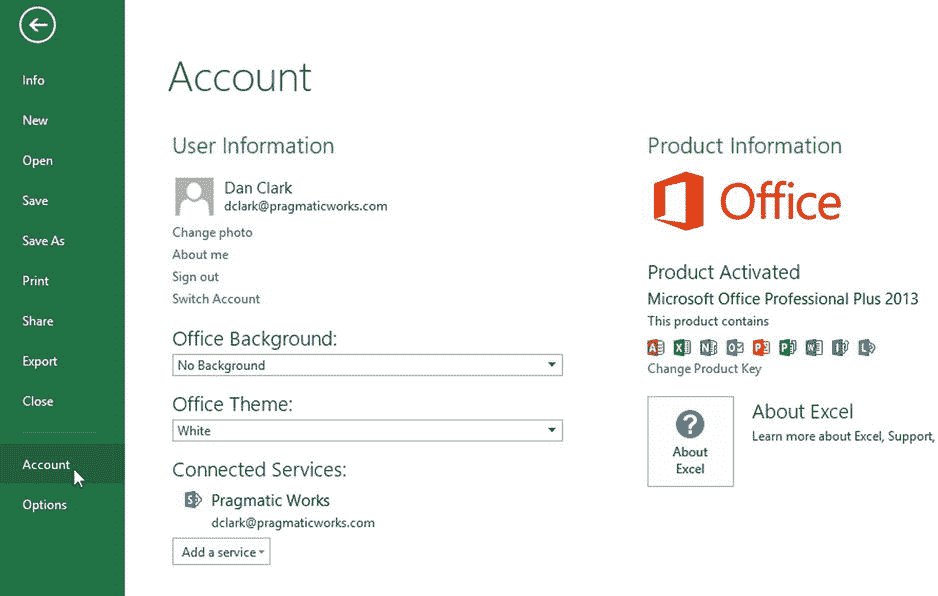 Info
New
Open
Save
Save As
Print
Share
Export
Close
Account
Options
Account
User Information
Dan Clark
dclark@pragmaticworks.com
Change photo
About me
Sign out
Switch Account
Office Background:
No Background
Office Theme:
White
Connected Services:
S
Pragmatic Works
dclark@pragmaticworks.com
Add a service
Product Information
Office
Product Activated
Microsoft Office Professional Plus 2013
This product contains
Change Product Key
?
About
Excel
About Excel
Learn more about Excel, Support,